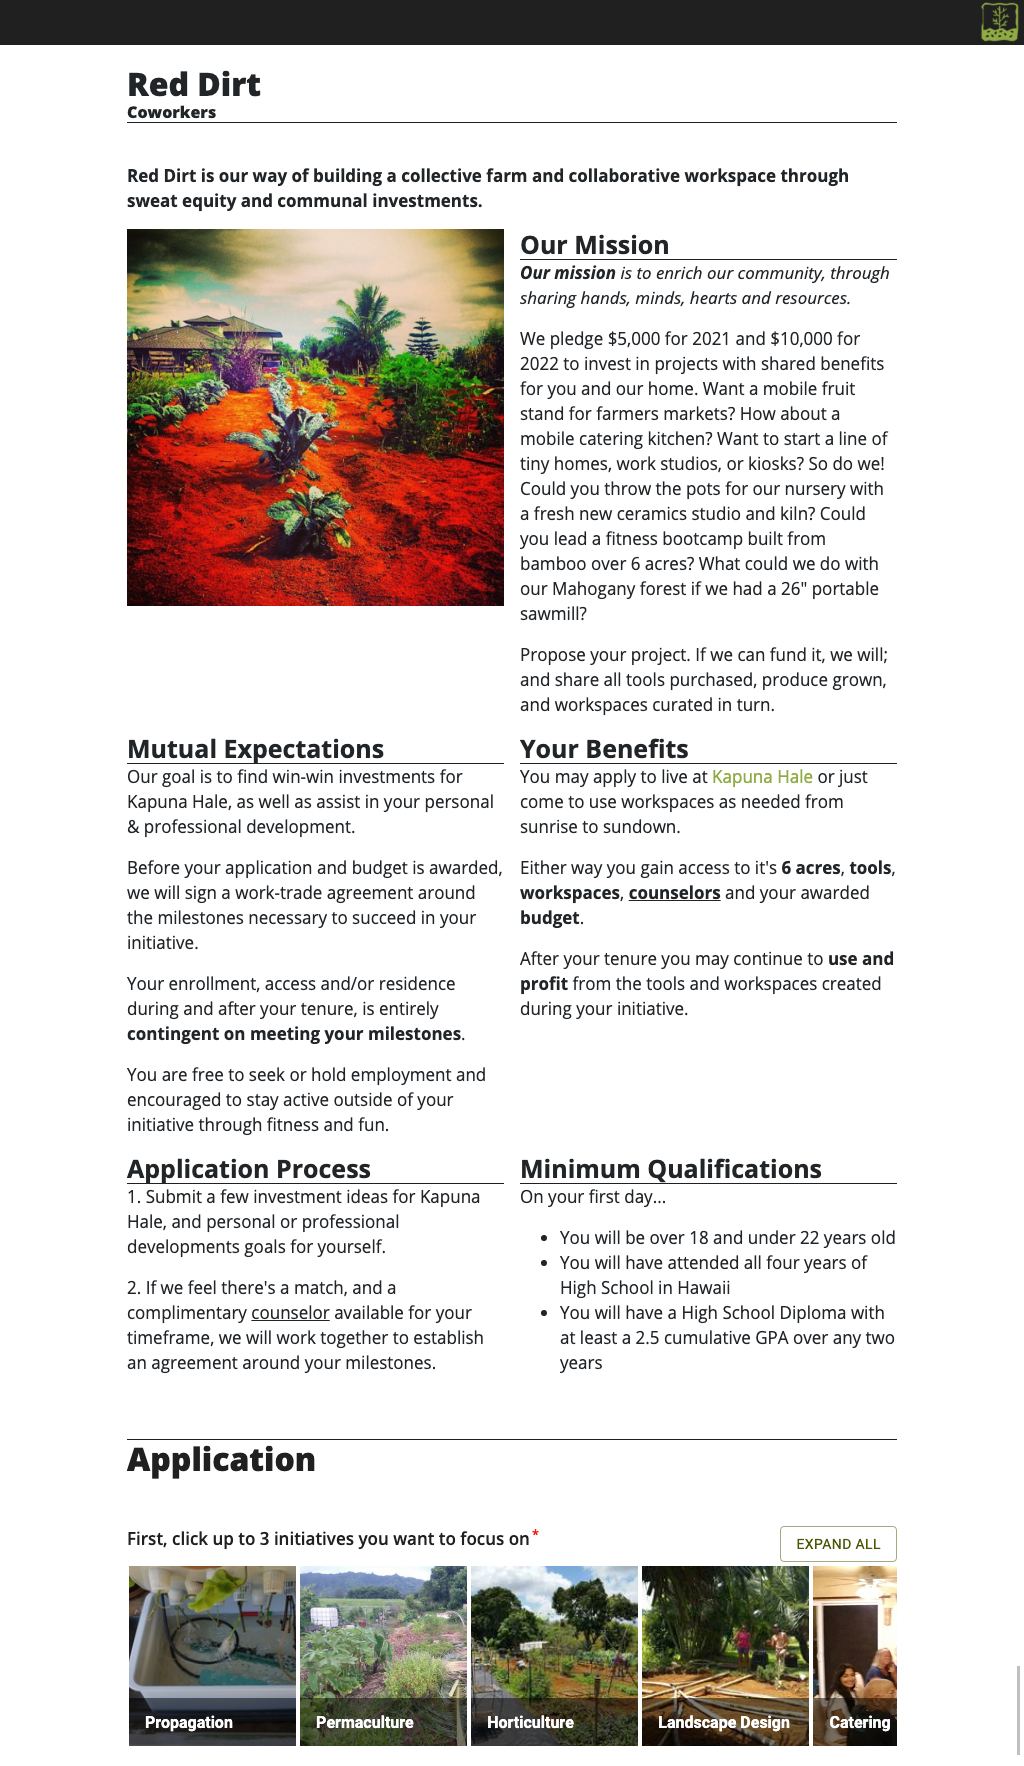 Red Dirt
Coworkers
Red Dirt is our way of building a collective farm and collaborative workspace through
sweat equity and communal investments.
Our Mission
Our mission is to enrich our community, through
sharing hands, minds, hearts and resources.
We pledge $5,000 for 2021 and $10,000 for
2022 to invest in projects with shared benefits
for you and our home. Want a mobile fruit
stand for farmers markets? How about a
mobile catering kitchen? Want to start a line of
tiny homes, work studios, or kiosks? So do we!
Could you throw the pots for our nursery with
a fresh new ceramics studio and kiln? Could
you lead a fitness bootcamp built from
bamboo over 6 acres? What could we do with
our Mahogany forest if we had a 26" portable
sawmill?
Propose your project. If we can fund it, we will;
and share all tools purchased, produce grown,
and workspaces curated in turn.
Mutual Expectations
Our goal is to find win-win investments for
Kapuna Hale, as well as assist in your personal
& professional development.
Before your application and budget is awarded,
we will sign a work-trade agreement around
the milestones necessary to succeed in your
initiative.
Your enrollment, access and/or residence
during and after your tenure, is entirely
contingent on meeting your milestones.
You are free to seek or hold employment and
encouraged to stay active outside of your
initiative through fitness and fun.
Your Benefits
You may apply to live at Kapuna Hale or just
come to use workspaces as needed from
sunrise to sundown.
Either way you gain access to it's 6 acres, tools,
workspaces, counselors and your awarded
budget.
After your tenure you may continue to use and
profit from the tools and workspaces created
during your initiative.
Application Process
1. Submit a few investment ideas for Kapuna
Hale, and personal or professional
developments goals for yourself.
2. If we feel there's a match, and a
complimentary counselor available for your
timeframe, we will work together to establish
an agreement around your milestones.
Minimum Qualifications
On your first day...
• You will be over 18 and under 22 years old
• You will have attended all four years of
High School in Hawaii
• You will have a High School Diploma with
at least a 2.5 cumulative GPA over any two
years
Application
First, click up to 3 initiatives you want to focus on*
EXPAND ALL
Propagation
Permaculture
Horticulture
Landscape Design
Catering